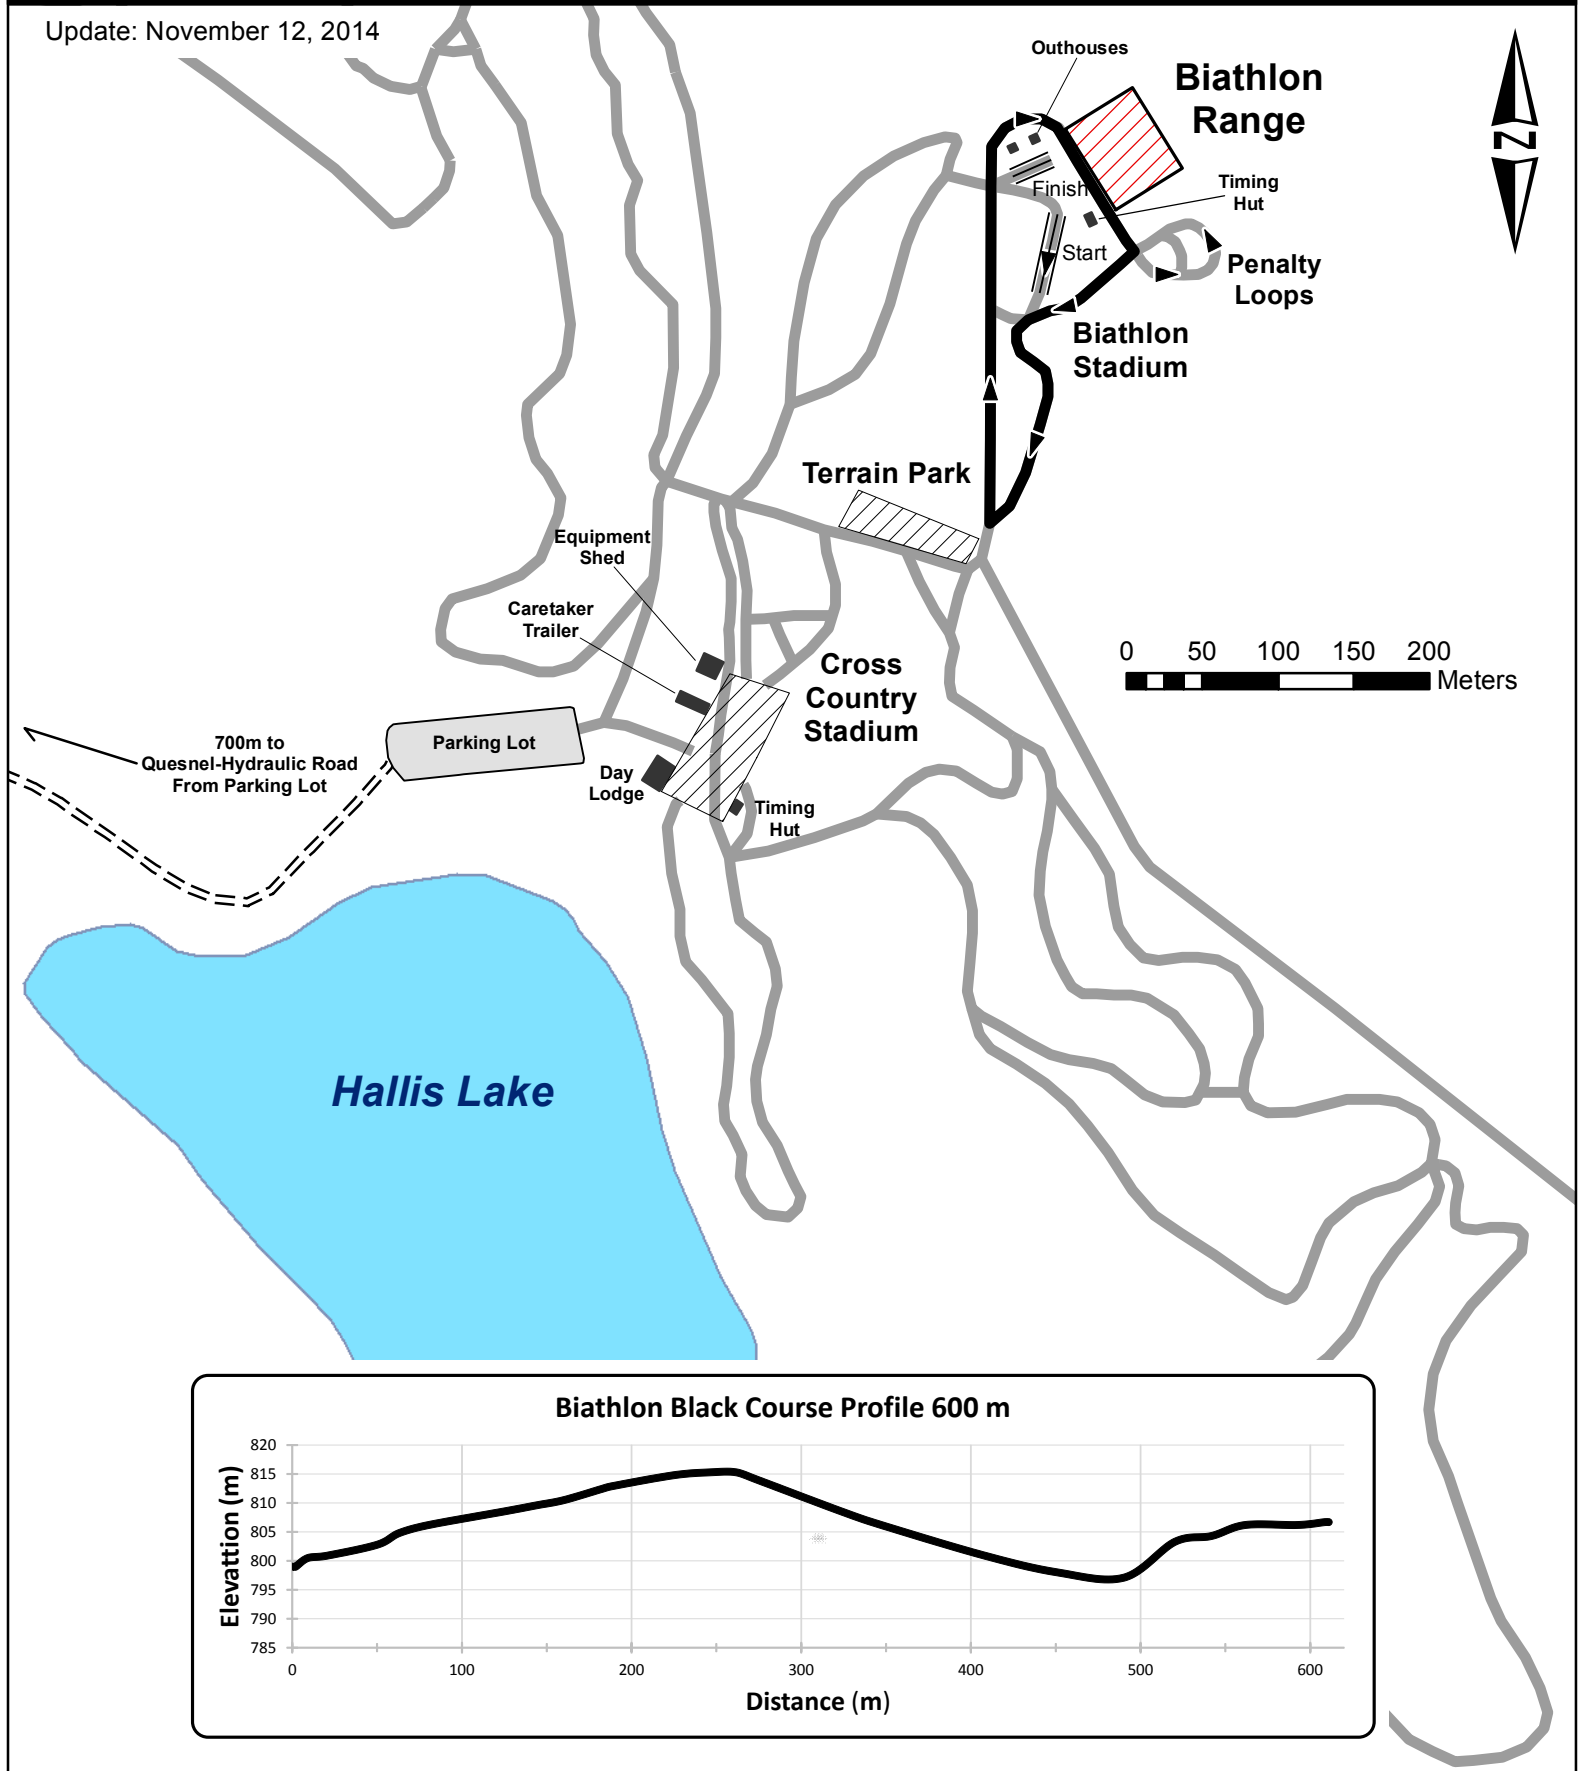 Update: November 12, 2014
Outhouses
Biathlon
Range
N
Finish
Timing
Hut
Start
Penalty
Loops
Biathlon
Stadium
Terrain Park
Equipment
Shed
Caretaker
Trailer
Cross
Country
Stadium
0 50 100 150 200
Meters
700m to
Quesnel-Hydraulic Road
From Parking Lot
Parking Lot
Day
Lodge
Timing
Hut
Hallis Lake
Biathlon Black Course Profile 600 m
Elevattion (m)
820
815
810
805
800
795
790
785
0 100 200 300 400 500 600
Distance (m)